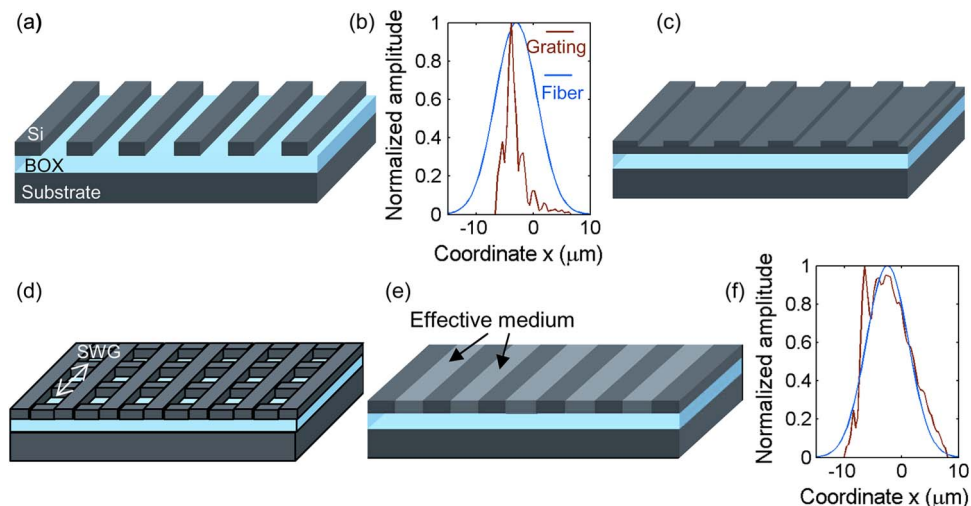 (a)
Si
BOX
Substrate
(b)
Normalized amplitude
1
0.8
0.6
0.4
0.2
0
-10
0
10
Coordinate x (μm)
Grating
Fiber
(c)
(d)
SWG
(e)
Effective medium
(f)
Normalized amplitude
1
0.8
0.6
0.4
0.2
0
-10
0
10
Coordinate x (μm)